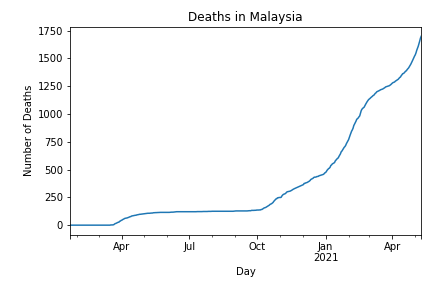 Deaths in Malaysia
Number of Deaths
1750
1500
1250
1000
750
500
250
0
Apr
Jul
Oct
Jan
2021
Apr
Day